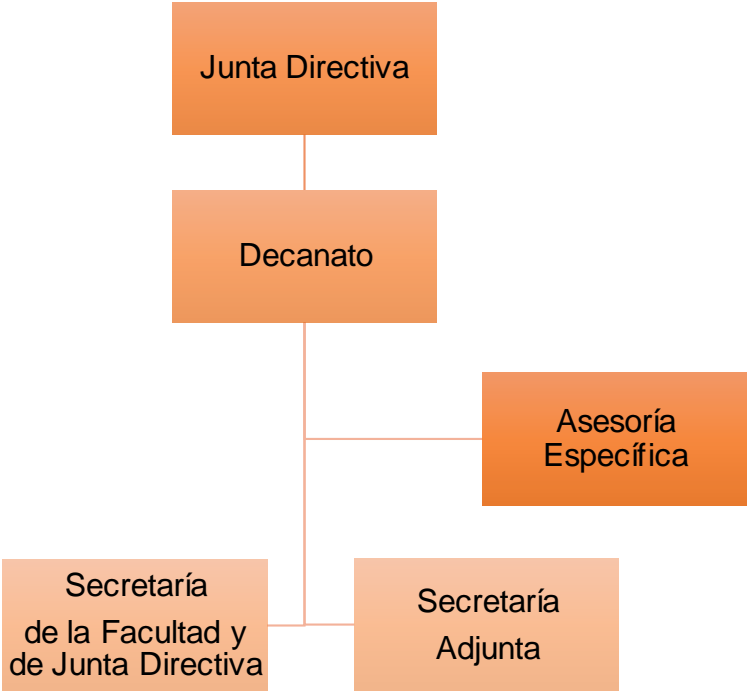 Junta Directiva
Decanato
Asesoría
Específica
Secretaría
de la Facultad y
de Junta Directiva
Secretaría
Adjunta